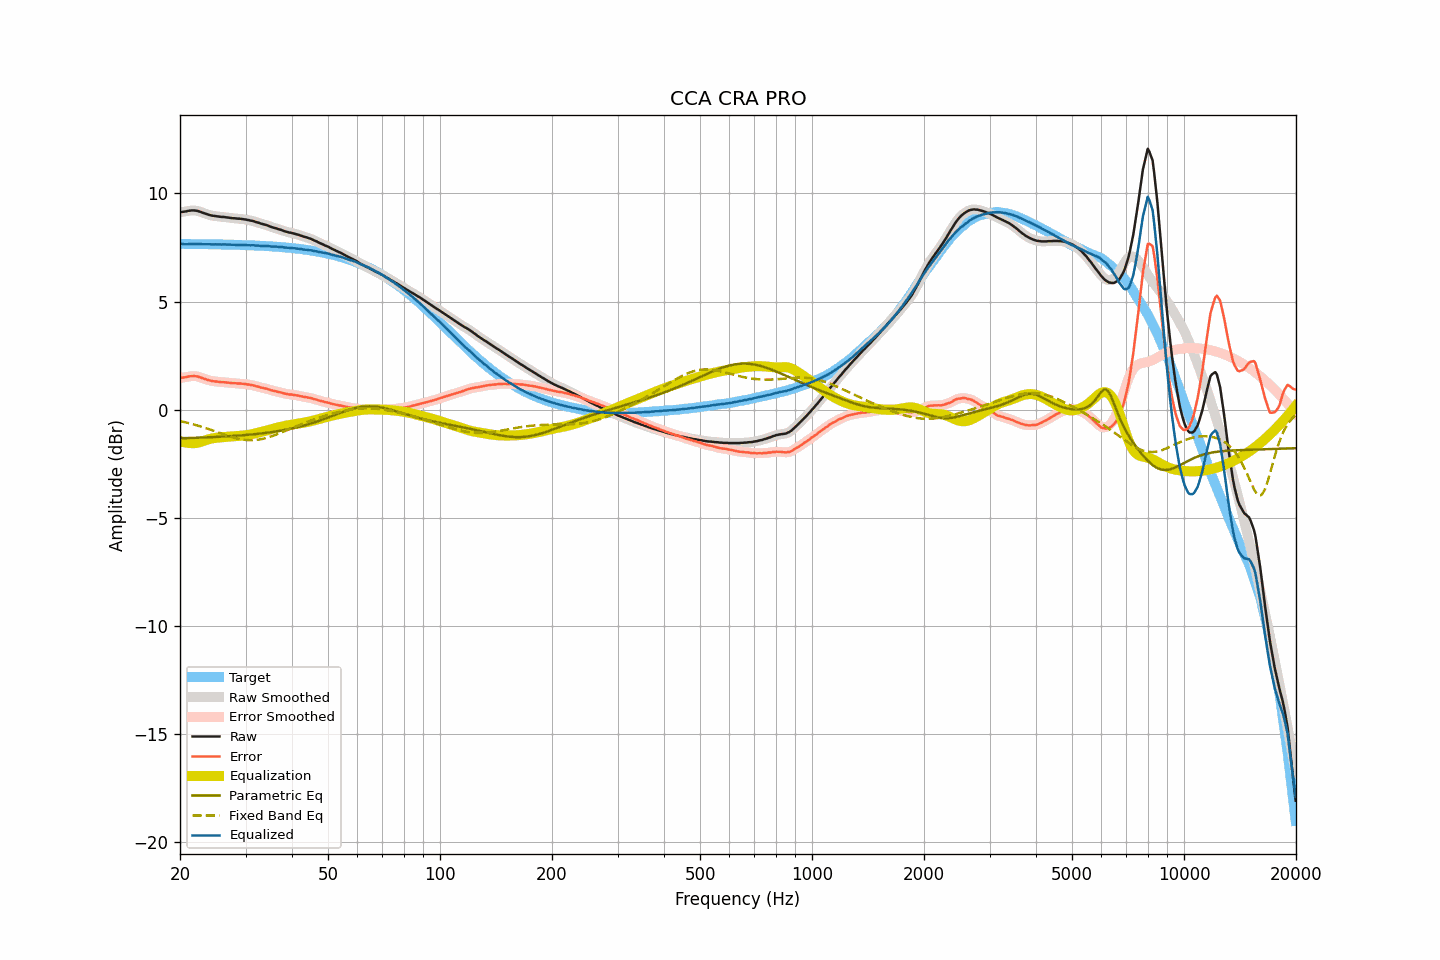 CCA CRA PRO
Amplitude (dBr)
10
5
0
−5
−10
−15
−20
Target
Raw Smoothed
Error Smoothed
Raw
Error
Equalization
Parametric Eq
Fixed Band Eq
Equalized
20 50 100 200 500 1000 2000 5000 10000 20000
Frequency (Hz)